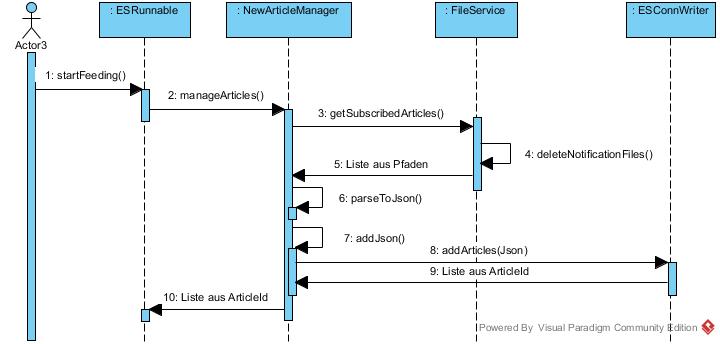 : ESRunnable
: NewArticleManager
: FileService
: ESConnWriter
Actor3
1: startFeeding()
2: manageArticles()
3: getSubscribedArticles()
4: deleteNotificationFiles()
5: Liste aus Pfaden
6: parseToJson()
7: addJson()
8: addArticles(Json)
9: Liste aus ArticleId
10: Liste aus ArticleId
Powered By Visual Paradigm Community Edition